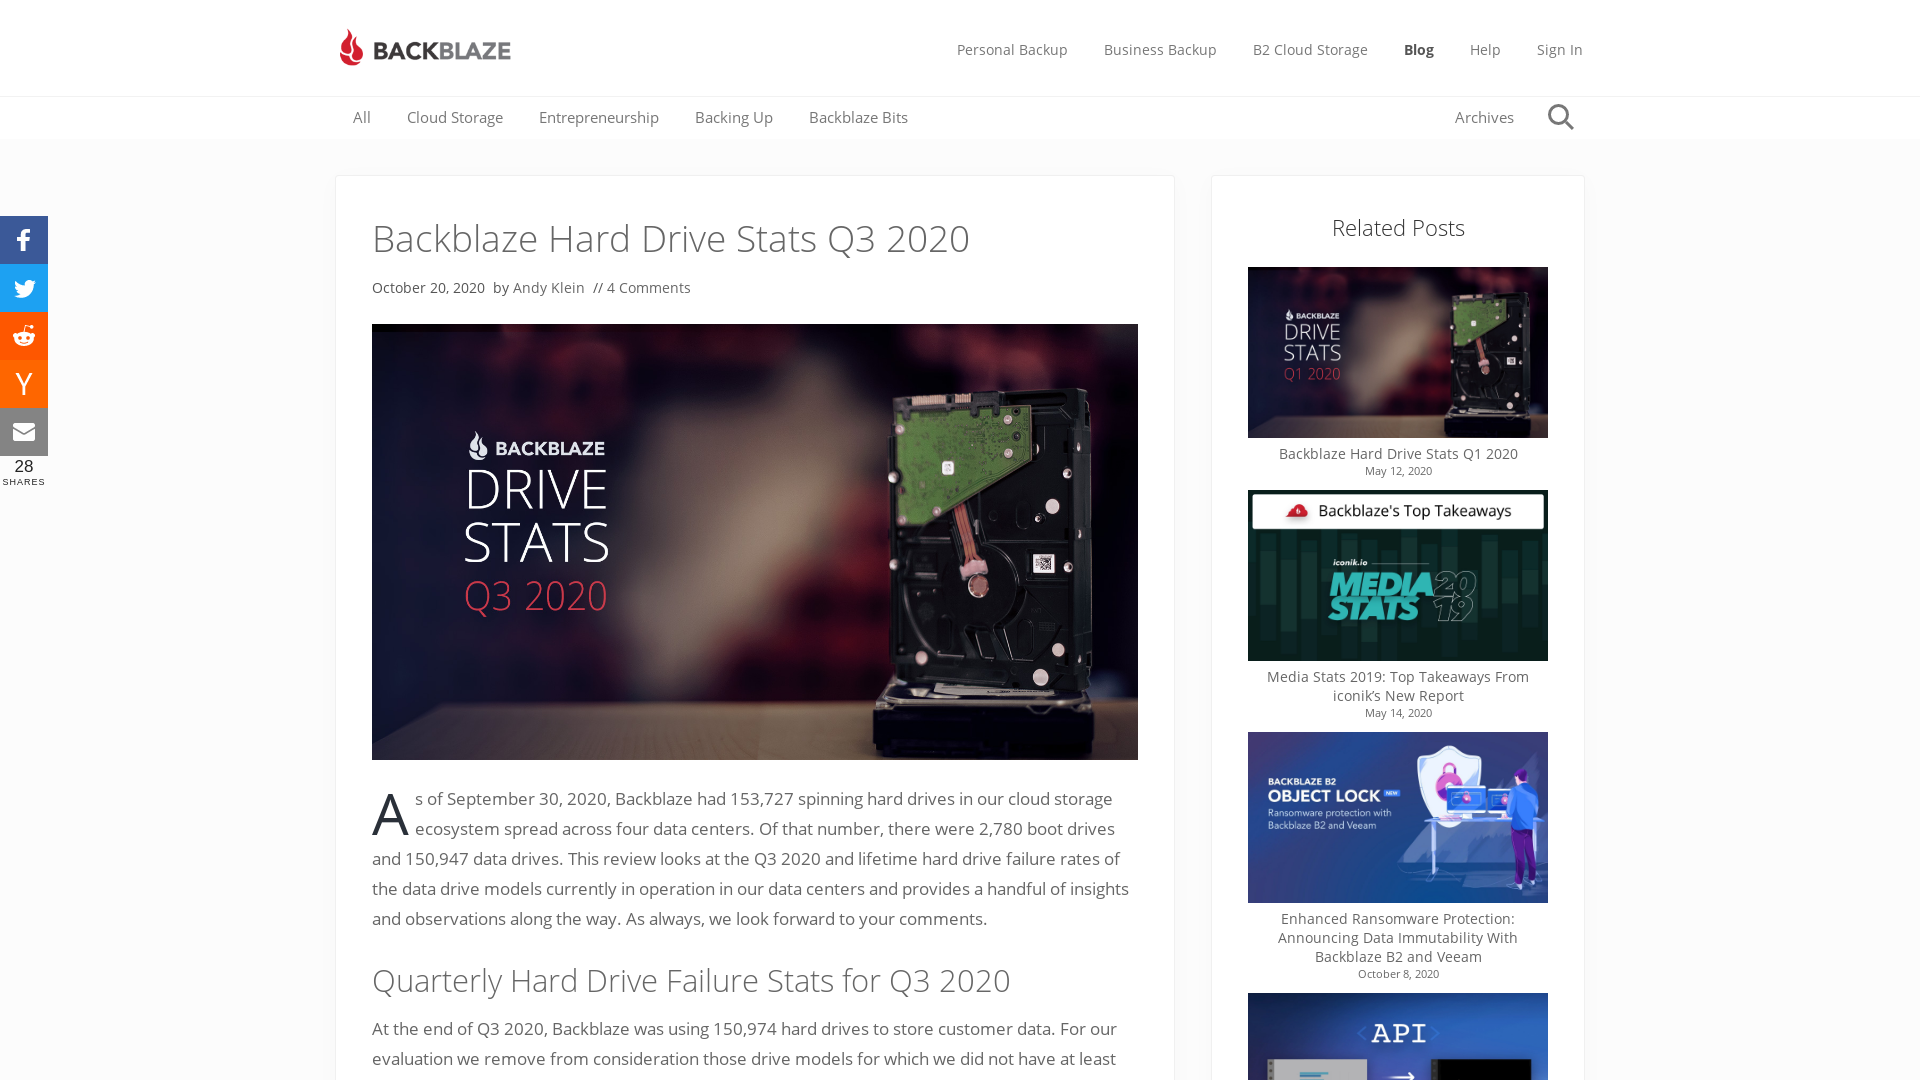 BACKBLAZE
Personal Backup
Business Backup
B2 Cloud Storage
Blog
Help
Sign In
All
Cloud Storage
Entrepreneurship
Backing Up
Backblaze Bits
Archives
28
SHARES
Backblaze Hard Drive Stats Q3 2020
October 20, 2020 by Andy Klein // 4 Comments
BACKBLAZE
DRIVE
STATS
Q3 2020
As of September 30, 2020, Backblaze had 153,727 spinning hard drives in our cloud storage
ecosystem spread across four data centers. Of that number, there were 2,780 boot drives
and 150,947 data drives. This review looks at the Q3 2020 and lifetime hard drive failure rates of
the data drive models currently in operation in our data centers and provides a handful of insights
and observations along the way. As always, we look forward to your comments.
Quarterly Hard Drive Failure Stats for Q3 2020
At the end of Q3 2020, Backblaze was using 150,974 hard drives to store customer data. For our
evaluation we remove from consideration those drive models for which we did not have at least
Related Posts
BACKBLAZE
DRIVE
STATS
Q1 2020
Backblaze Hard Drive Stats Q1 2020
May 12, 2020
Backblaze's Top Takeaways
iconik.io
MEDIA 20
STATS 19
Media Stats 2019: Top Takeaways From
iconik’s New Report
May 14, 2020
BACKBLAZE B2
OBJECT LOCK NEW
Ransomware protection with
Backblaze B2 and Veeam
Enhanced Ransomware Protection:
Announcing Data Immutability With
Backblaze B2 and Veeam
October 8, 2020
<API>